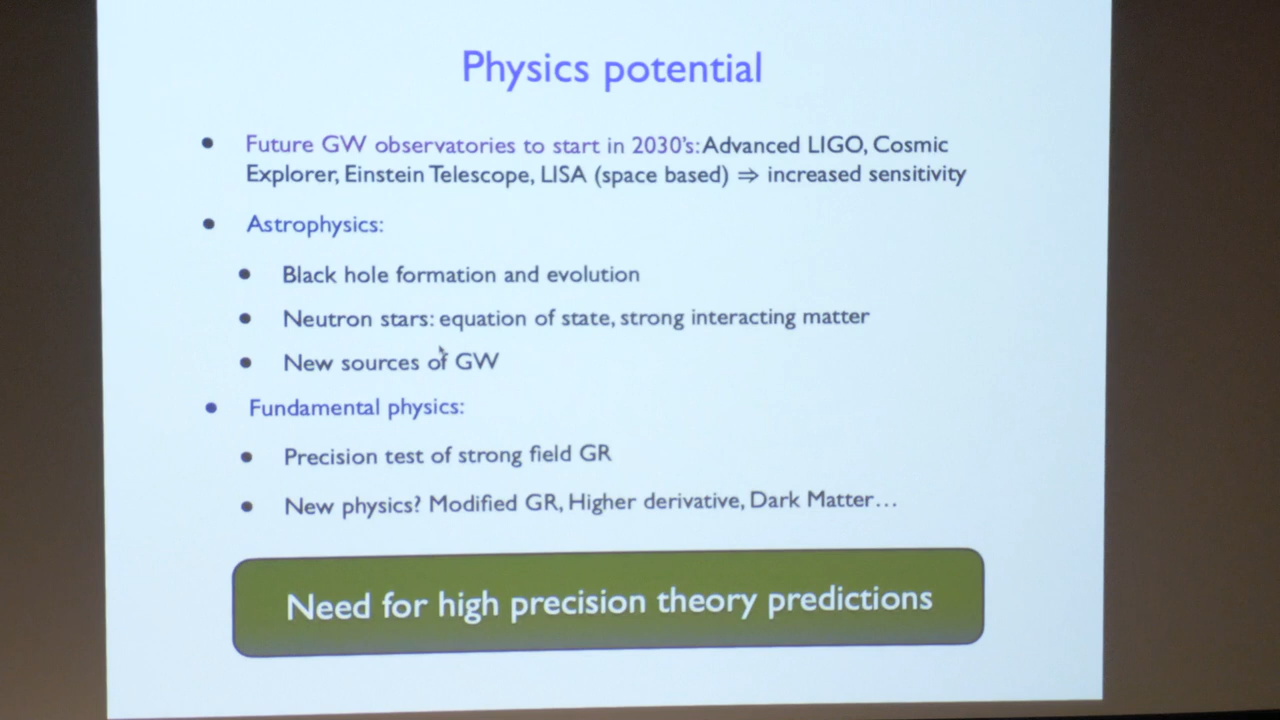 Physics potential
Future GW observatories to start in 2030's: Advanced LIGO, Cosmic
Explorer, Einstein Telescope, LISA (space based) ⇒ increased sensitivity
Astrophysics:
Black hole formation and evolution
Neutron stars: equation of state, strong interacting matter
New sources of GW
Fundamental physics:
Precision test of strong field GR
New physics? Modified GR, Higher derivative, Dark Matter…
Need for high precision theory predictions